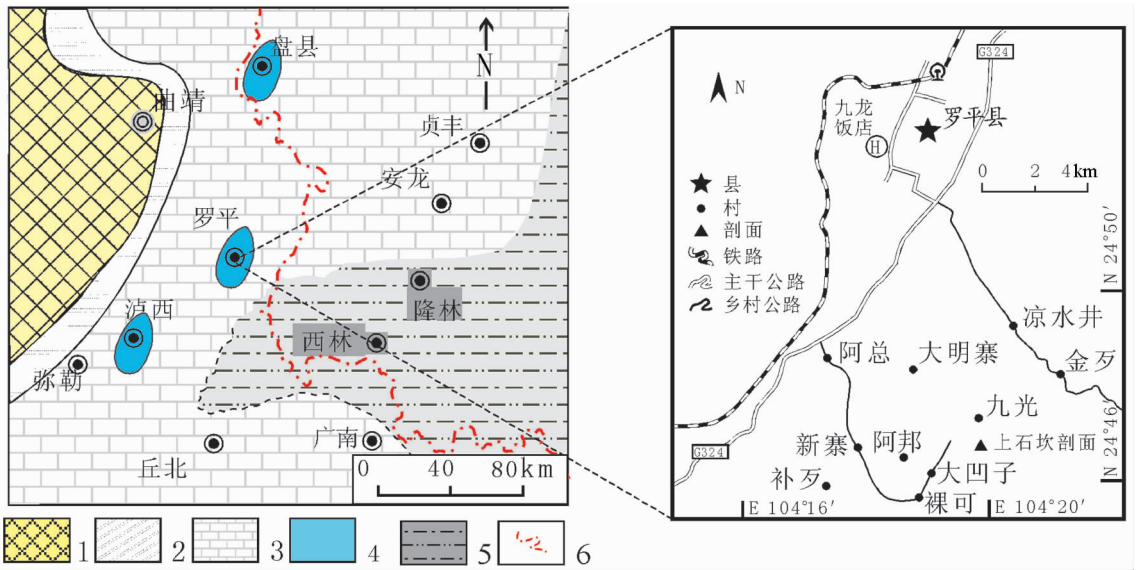 盘县
N
曲靖
贞丰
安龙
罗平
隆林
泸西
西林
弥勒
广南
丘北
0 40 80km
1 2 3 4 5 6
G324
N
九龙
饭店
H
罗平县
0 2 4km
县
村
剖面
铁路
主干公路
乡村公路
N 24°50′
凉水井
阿总
大明寨
金歹
九光
上石坎剖面
N 24°46′
新寨
阿邦
G324
补歹
大凹子
裸可
E 104°16′
E 104°20′